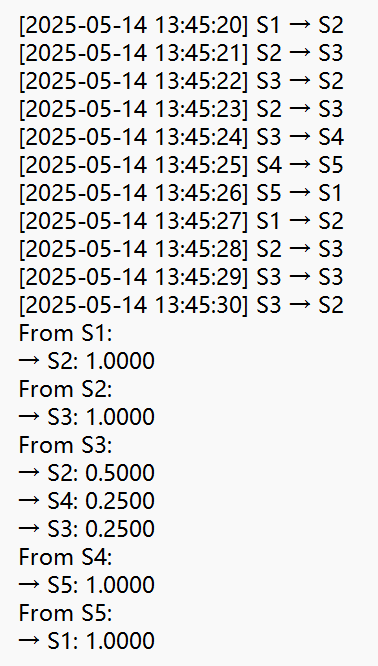 [2025-05-14 13:45:20] S1 → S2
[2025-05-14 13:45:21] S2 → S3
[2025-05-14 13:45:22] S3 → S2
[2025-05-14 13:45:23] S2 → S3
[2025-05-14 13:45:24] S3 → S4
[2025-05-14 13:45:25] S4 → S5
[2025-05-14 13:45:26] S5 → S1
[2025-05-14 13:45:27] S1 → S2
[2025-05-14 13:45:28] S2 → S3
[2025-05-14 13:45:29] S3 → S3
[2025-05-14 13:45:30] S3 → S2
From S1:
→ S2: 1.0000
From S2:
→ S3: 1.0000
From S3:
→ S2: 0.5000
→ S4: 0.2500
→ S3: 0.2500
From S4:
→ S5: 1.0000
From S5:
→ S1: 1.0000